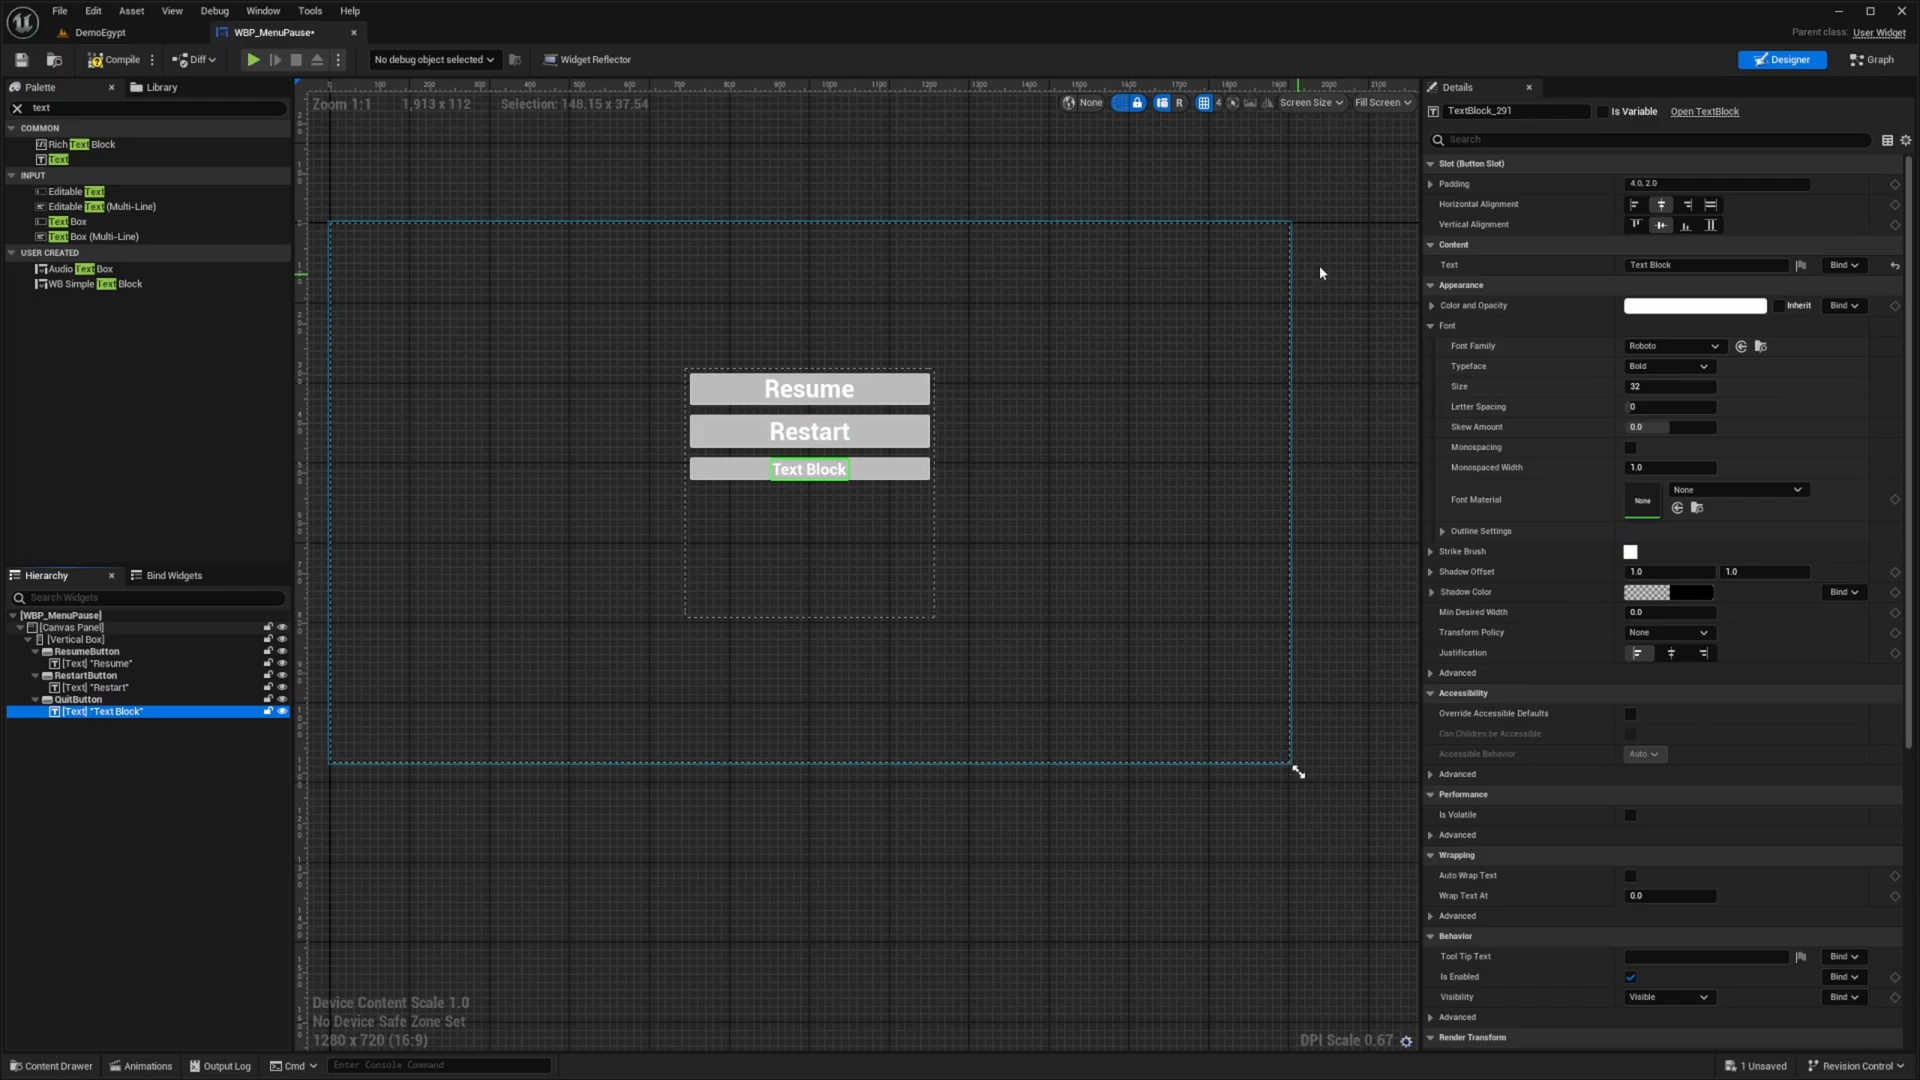 File Edit Asset View Debug Window Tools Help
DemoEgypt
WBP_MenuPause*
Parent class: User Widget
Compile
Diff
No debug object selected
Widget Reflector
Designer
Graph
Palette
Library
text
COMMON
Rich Text Block
Text
INPUT
Editable Text
Editable Text (Multi-Line)
Text Box
Text Box (Multi-Line)
USER CREATED
Audio Text Box
WB Simple Text Block
Hierarchy
Bind Widgets
Search Widgets
[WBP_MenuPause]
[Canvas Panel]
[Vertical Box]
ResumeButton
[Text] "Resume"
RestartButton
[Text] "Restart"
QuitButton
[Text] "Text Block"
Zoom 1:1
1,913 x 112
Selection: 148.15 x 37.54
None
R
4
Screen Size
Fill Screen
Resume
Restart
Text Block
Device Content Scale 1.0
No Device Safe Zone Set
1280 x 720 (16:9)
DPI Scale 0.67
Details
TextBlock_291
Is Variable
Open TextBlock
Search
Slot (Button Slot)
Padding 4.0, 2.0
Horizontal Alignment
Vertical Alignment
Content
Text Text Block Bind
Appearance
Color and Opacity Inherit Bind
Font
Font Family Roboto
Typeface Bold
Size 32
Letter Spacing 0
Skew Amount 0.0
Monospacing
Monospaced Width 1.0
Font Material None None
Outline Settings
Strike Brush
Shadow Offset 1.0 1.0
Shadow Color Bind
Min Desired Width 0.0
Transform Policy None
Justification
Advanced
Accessibility
Override Accessible Defaults
Can Children be Accessible
Accessible Behavior Auto
Advanced
Performance
Is Volatile
Advanced
Wrapping
Auto Wrap Text
Wrap Text At 0.0
Advanced
Behavior
Tool Tip Text Bind
Is Enabled Bind
Visibility Visible Bind
Advanced
Render Transform
Content Drawer
Animations
Output Log
Cmd
Enter Console Command
1 Unsaved
Revision Control